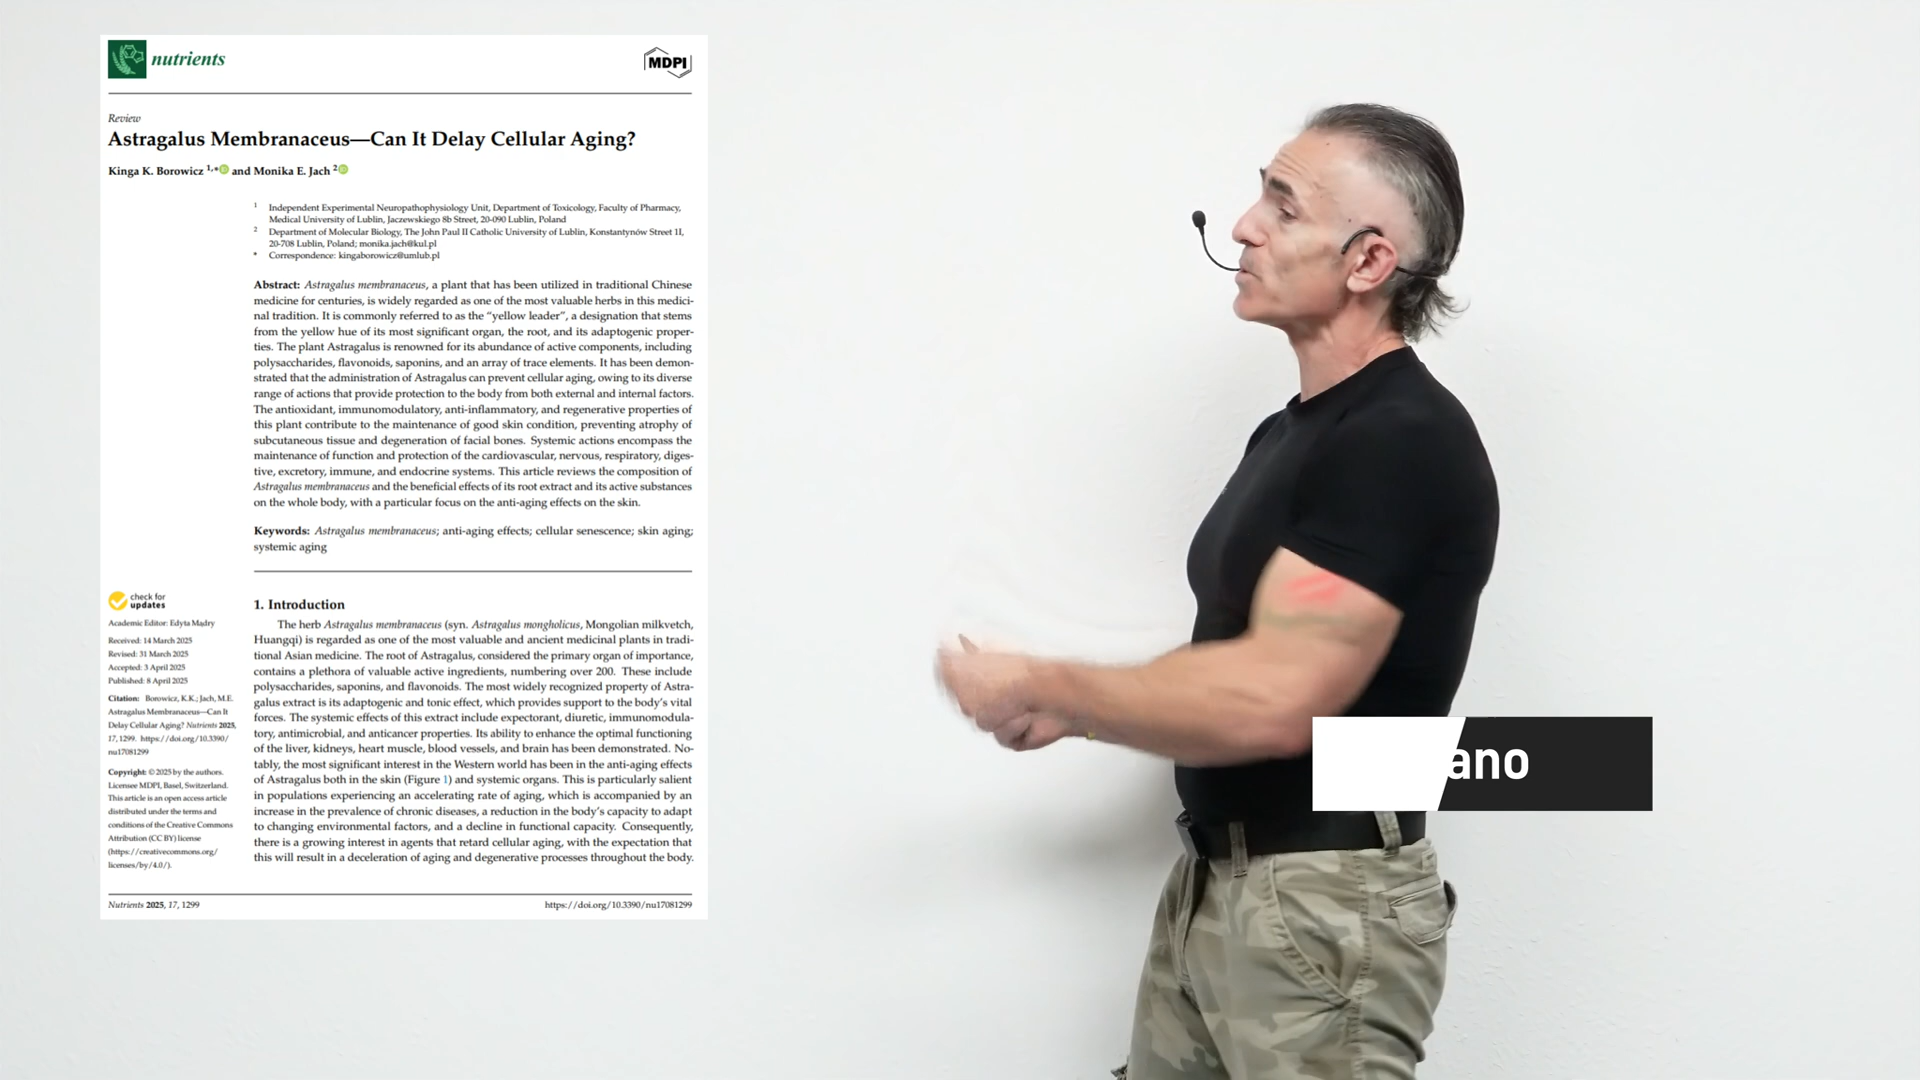 nutrients
MDPI
Review
Astragalus Membranaceus—Can It Delay Cellular Aging?
Kinga K. Borowicz 1,* and Monika E. Jach 2
1 Independent Experimental Neuropathophysiology Unit, Department of Toxicology, Faculty of Pharmacy,
Medical University of Lublin, Jaczewskiego 8b Street, 20-090 Lublin, Poland
2 Department of Molecular Biology, The John Paul II Catholic University of Lublin, Konstantynów Street 1I,
20-708 Lublin, Poland; monika.jach@kul.pl
* Correspondence: kingaborowicz@umlub.pl
Abstract: Astragalus membranaceus, a plant that has been utilized in traditional Chinese
medicine for centuries, is widely regarded as one of the most valuable herbs in this medici-
nal tradition. It is commonly referred to as the “yellow leader”, a designation that stems
from the yellow hue of its most significant organ, the root, and its adaptogenic proper-
ties. The plant Astragalus is renowned for its abundance of active components, including
polysaccharides, flavonoids, saponins, and an array of trace elements. It has been demon-
strated that the administration of Astragalus can prevent cellular aging, owing to its diverse
range of actions that provide protection to the body from both external and internal factors.
The antioxidant, immunomodulatory, anti-inflammatory, and regenerative properties of
this plant contribute to the maintenance of good skin condition, preventing atrophy of
subcutaneous tissue and degeneration of facial bones. Systemic actions encompass the
maintenance of function and protection of the cardiovascular, nervous, respiratory, diges-
tive, excretory, immune, and endocrine systems. This article reviews the composition of
Astragalus membranaceus and the beneficial effects of its root extract and its active substances
on the whole body, with a particular focus on the anti-aging effects on the skin.
Keywords: Astragalus membranaceus; anti-aging effects; cellular senescence; skin aging;
systemic aging
check for
updates
Academic Editor: Edyta Mądry
Received: 14 March 2025
Revised: 31 March 2025
Accepted: 3 April 2025
Published: 8 April 2025
Citation: Borowicz, K.K.; Jach, M.E.
Astragalus Membranaceus—Can It
Delay Cellular Aging? Nutrients 2025,
17, 1299. https://doi.org/10.3390/
nu17081299
Copyright: © 2025 by the authors.
Licensee MDPI, Basel, Switzerland.
This article is an open access article
distributed under the terms and
conditions of the Creative Commons
Attribution (CC BY) license
(https://creativecommons.org/
licenses/by/4.0/).
1. Introduction
The herb Astragalus membranaceus (syn. Astragalus mongholicus, Mongolian milkvetch,
Huangqi) is regarded as one of the most valuable and ancient medicinal plants in tradi-
tional Asian medicine. The root of Astragalus, considered the primary organ of importance,
contains a plethora of valuable active ingredients, numbering over 200. These include
polysaccharides, saponins, and flavonoids. The most widely recognized property of Astra-
galus extract is its adaptogenic and tonic effect, which provides support to the body’s vital
forces. The systemic effects of this extract include expectorant, diuretic, immunomodula-
tory, antimicrobial, and anticancer properties. Its ability to enhance the optimal functioning
of the liver, kidneys, heart muscle, blood vessels, and brain has been demonstrated. No-
tably, the most significant interest in the Western world has been in the anti-aging effects
of Astragalus both in the skin (Figure 1) and systemic organs. This is particularly salient
in populations experiencing an accelerating rate of aging, which is accompanied by an
increase in the prevalence of chronic diseases, a reduction in the body’s capacity to adapt
to changing environmental factors, and a decline in functional capacity. Consequently,
there is a growing interest in agents that retard cellular aging, with the expectation that
this will result in a deceleration of aging and degenerative processes throughout the body.
Nutrients 2025, 17, 1299
https://doi.org/10.3390/nu17081299
ano